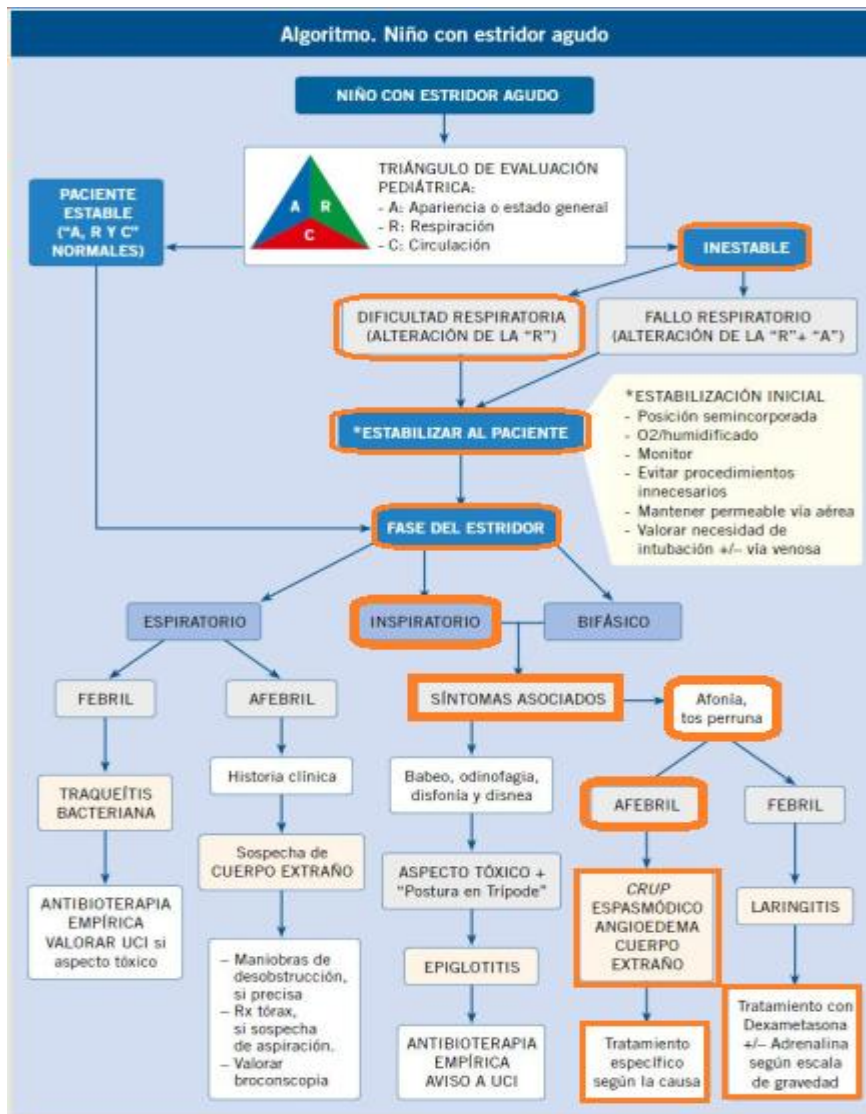 Algoritmo. Niño con estridor agudo
NIÑO CON ESTRIDOR AGUDO
TRIÁNGULO DE EVALUACIÓN
PEDIÁTRICA:
- A: Apariencia o estado general
- R: Respiración
- C: Circulación
A
R
C
PACIENTE
ESTABLE
("A, R Y C"
NORMALES)
INESTABLE
DIFICULTAD RESPIRATORIA
(ALTERACIÓN DE LA "R")
FALLO RESPIRATORIO
(ALTERACIÓN DE LA "R"+ "A")
*ESTABILIZAR AL PACIENTE
*ESTABILIZACIÓN INICIAL
- Posición semincorporada
- O2/humidificado
- Monitor
- Evitar procedimientos
innecesarios
- Mantener permeable vía aérea
- Valorar necesidad de
intubación +/– vía venosa
FASE DEL ESTRIDOR
ESPIRATORIO
INSPIRATORIO
BIFÁSICO
FEBRIL
AFEBRIL
SÍNTOMAS ASOCIADOS
Afonía,
tos perruna
TRAQUEÍTIS
BACTERIANA
ANTIBIOTERAPIA
EMPÍRICA
VALORAR UCI si
aspecto tóxico
Historia clínica
Sospecha de
CUERPO EXTRAÑO
– Maniobras de
desobstrucción,
si precisa
– Rx tórax,
si sospecha
de aspiración.
– Valorar
broconscopia
Babeo, odinofagia,
disfonía y disnea
ASPECTO TÓXICO +
"Postura en Trípode"
EPIGLOTITIS
ANTIBIOTERAPIA
EMPÍRICA
AVISO A UCI
AFEBRIL
CRUP
ESPASMÓDICO
ANGIOEDEMA
CUERPO
EXTRAÑO
Tratamiento
específico
según la causa
FEBRIL
LARINGITIS
Tratamiento con
Dexametasona
+/– Adrenalina
según escala
de gravedad